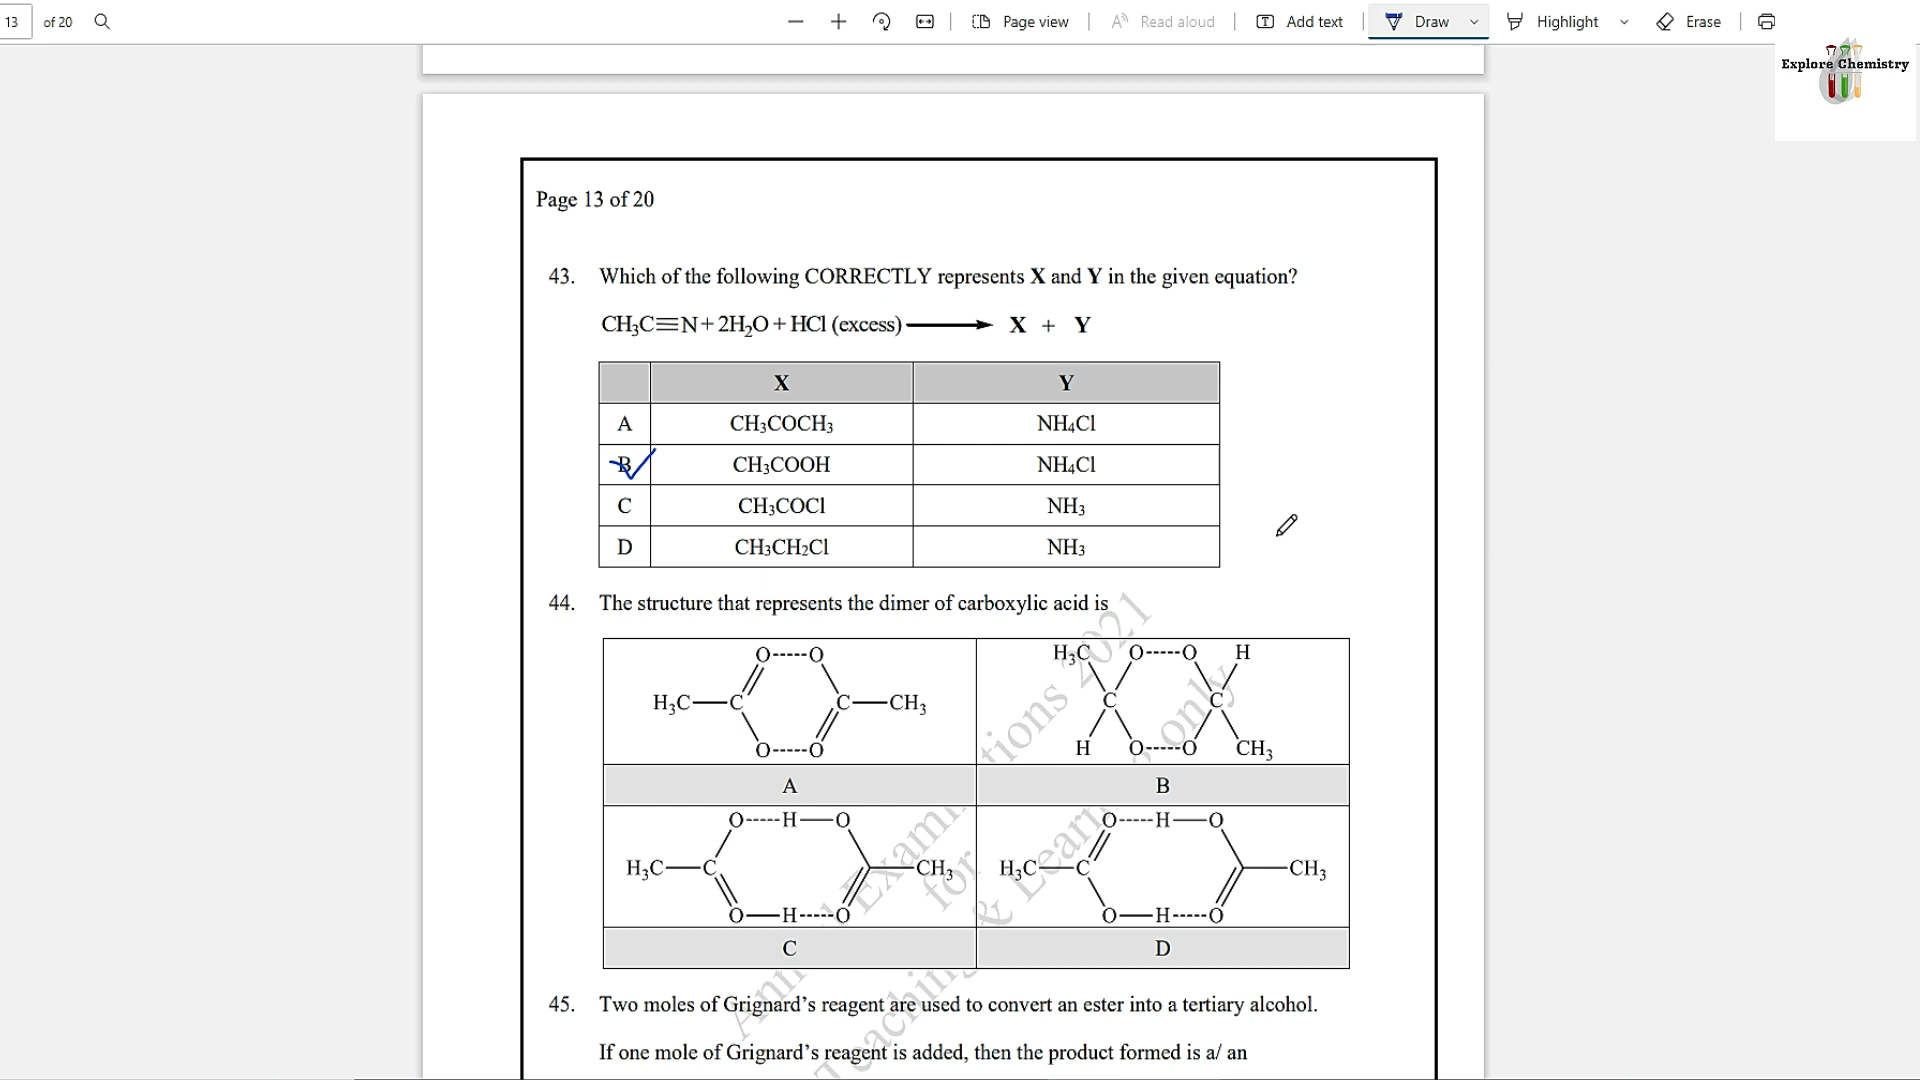 13 of 20 Page view Read aloud Add text Draw Highlight Erase
Explore Chemistry
Page 13 of 20
43. Which of the following CORRECTLY represents X and Y in the given equation?
CH₃C≡N + 2H₂O + HCl (excess) ⟶ X + Y
X Y
A CH₃COCH₃ NH₄Cl
B CH₃COOH NH₄Cl
C CH₃COCl NH₃
D CH₃CH₂Cl NH₃
44. The structure that represents the dimer of carboxylic acid is
O-----O
H₃C—C C—CH₃
O-----O
A
H₃C O-----O H
C C
H O-----O CH₃
B
O-----H—O
H₃C—C —CH₃
O—H-----O
C
O-----H—O
H₃C—C —CH₃
O—H-----O
D
45. Two moles of Grignard’s reagent are used to convert an ester into a tertiary alcohol.
If one mole of Grignard’s reagent is added, then the product formed is a/ an
2021
for
& only